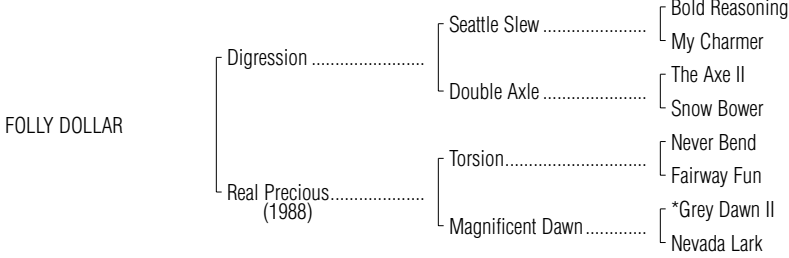 Bold Reasoning
Seattle Slew ......................
My Charmer
Digression ........................
The Axe II
Double Axle ......................
Snow Bower
FOLLY DOLLAR
Never Bend
Torsion..............................
Fairway Fun
Real Precious....................
(1988)
*Grey Dawn II
Magnificent Dawn.............
Nevada Lark